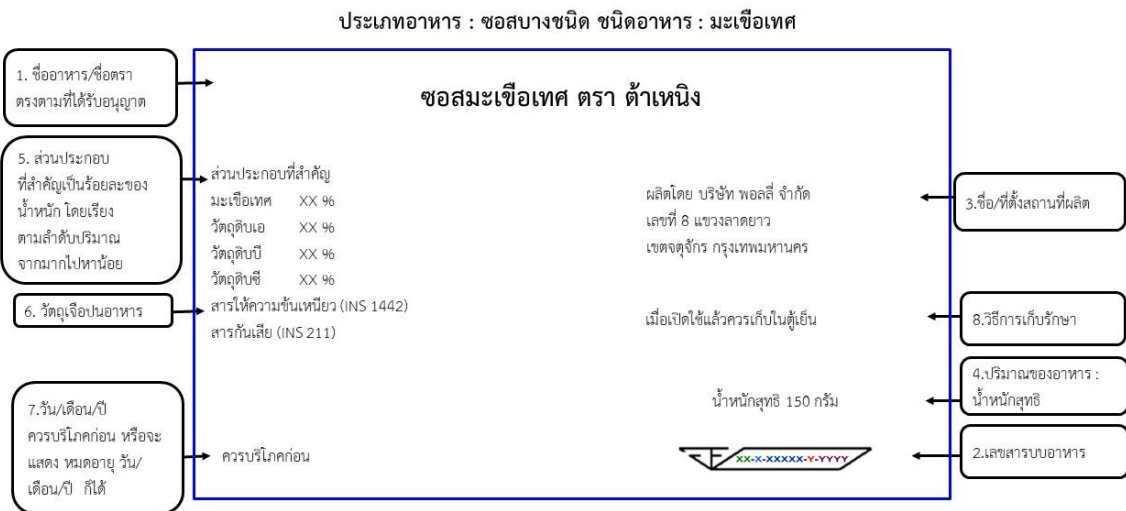 ประเภทอาหาร : ซอสบางชนิด ชนิดอาหาร : มะเขือเทศ
1. ชื่ออาหาร/ชื่อตรา
ตรงตามที่ได้รับอนุญาต
ซอสมะเขือเทศ ตรา ต้าเหนิง
5. ส่วนประกอบ
ที่สำคัญเป็นร้อยละของ
น้ำหนัก โดยเรียง
ตามลำดับปริมาณ
จากมากไปหาน้อย
ส่วนประกอบที่สำคัญ
มะเขือเทศ XX %
วัตถุดิบเอ XX %
วัตถุดิบบี XX %
วัตถุดิบซี XX %
สารให้ความข้นเหนียว (INS 1442)
สารกันเสีย (INS 211)
6. วัตถุเจือปนอาหาร
ผลิตโดย บริษัท พอลลี่ จำกัด
เลขที่ 8 แขวงลาดยาว
เขตจตุจักร กรุงเทพมหานคร
3.ชื่อ/ที่ตั้งสถานที่ผลิต
เมื่อเปิดใช้แล้วควรเก็บในตู้เย็น
8.วิธีการเก็บรักษา
น้ำหนักสุทธิ 150 กรัม
4.ปริมาณของอาหาร :
น้ำหนักสุทธิ
7.วัน/เดือน/ปี
ควรบริโภคก่อน หรือจะ
แสดง หมดอายุ วัน/
เดือน/ปี ก็ได้
ควรบริโภคก่อน
XX-X-XXXXX-Y-YYYY
2.เลขสารบบอาหาร